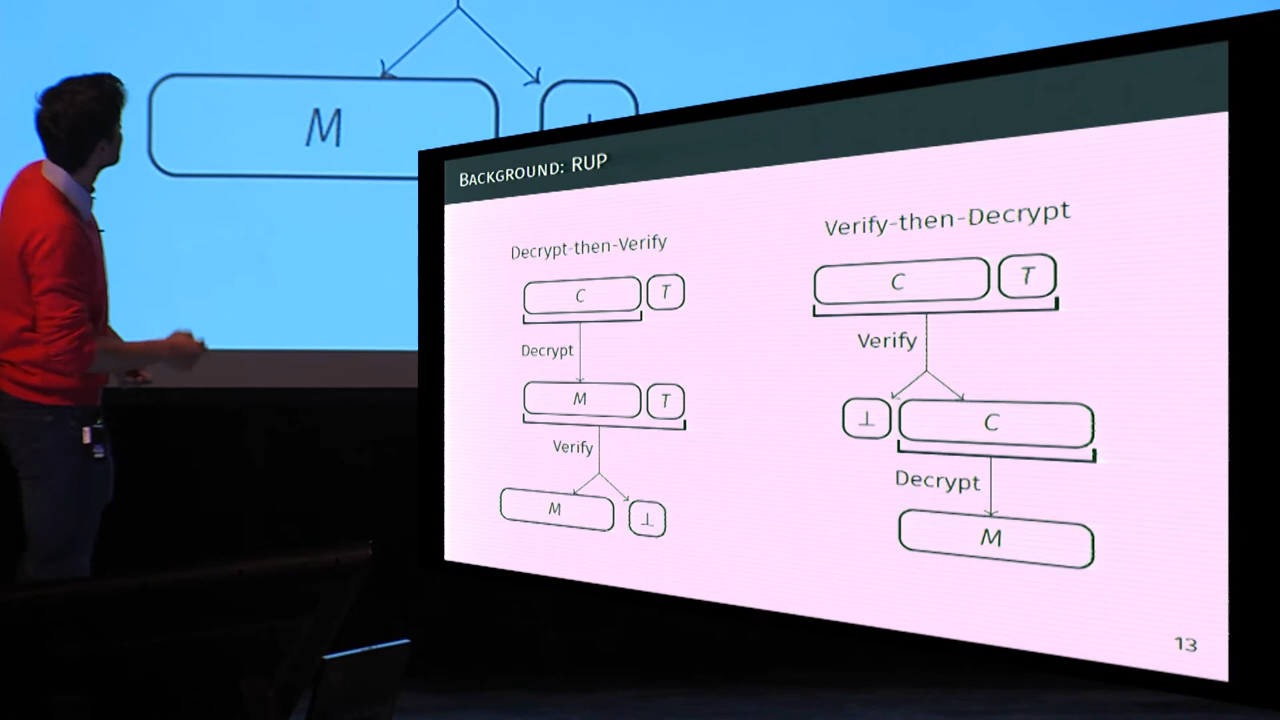 M
BACKGROUND: RUP
Decrypt-then-Verify
C T
Decrypt
M T
Verify
M ⊥
Verify-then-Decrypt
C T
Verify
⊥ C
Decrypt
M
13